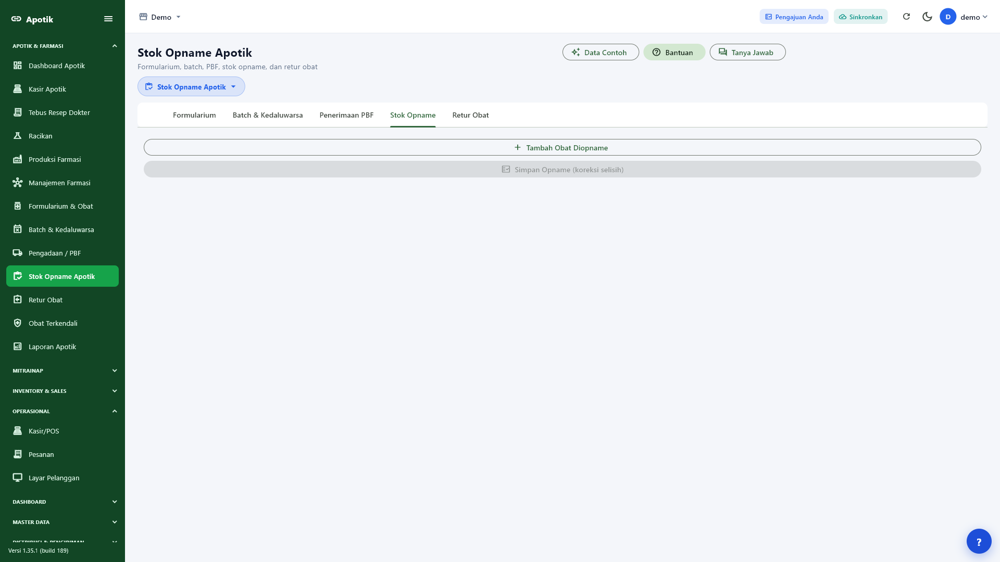 Apotik
Demo
Pengajuan Anda
Sinkronkan
D
demo
APOTIK & FARMASI
Dashboard Apotik
Kasir Apotik
Tebus Resep Dokter
Racikan
Produksi Farmasi
Manajemen Farmasi
Formularium & Obat
Batch & Kedaluwarsa
Pengadaan / PBF
Stok Opname Apotik
Retur Obat
Obat Terkendali
Laporan Apotik
MITRAINAP
INVENTORY & SALES
OPERASIONAL
Kasir/POS
Pesanan
Layar Pelanggan
DASHBOARD
MASTER DATA
DISTRIBUSI & PENGIRIMAN
Versi 1.35.1 (build 189)
Stok Opname Apotik
Formularium, batch, PBF, stok opname, dan retur obat
Data Contoh
Bantuan
Tanya Jawab
Stok Opname Apotik
Formularium
Batch & Kedaluwarsa
Penerimaan PBF
Stok Opname
Retur Obat
+ Tambah Obat Diopname
Simpan Opname (koreksi selisih)
?